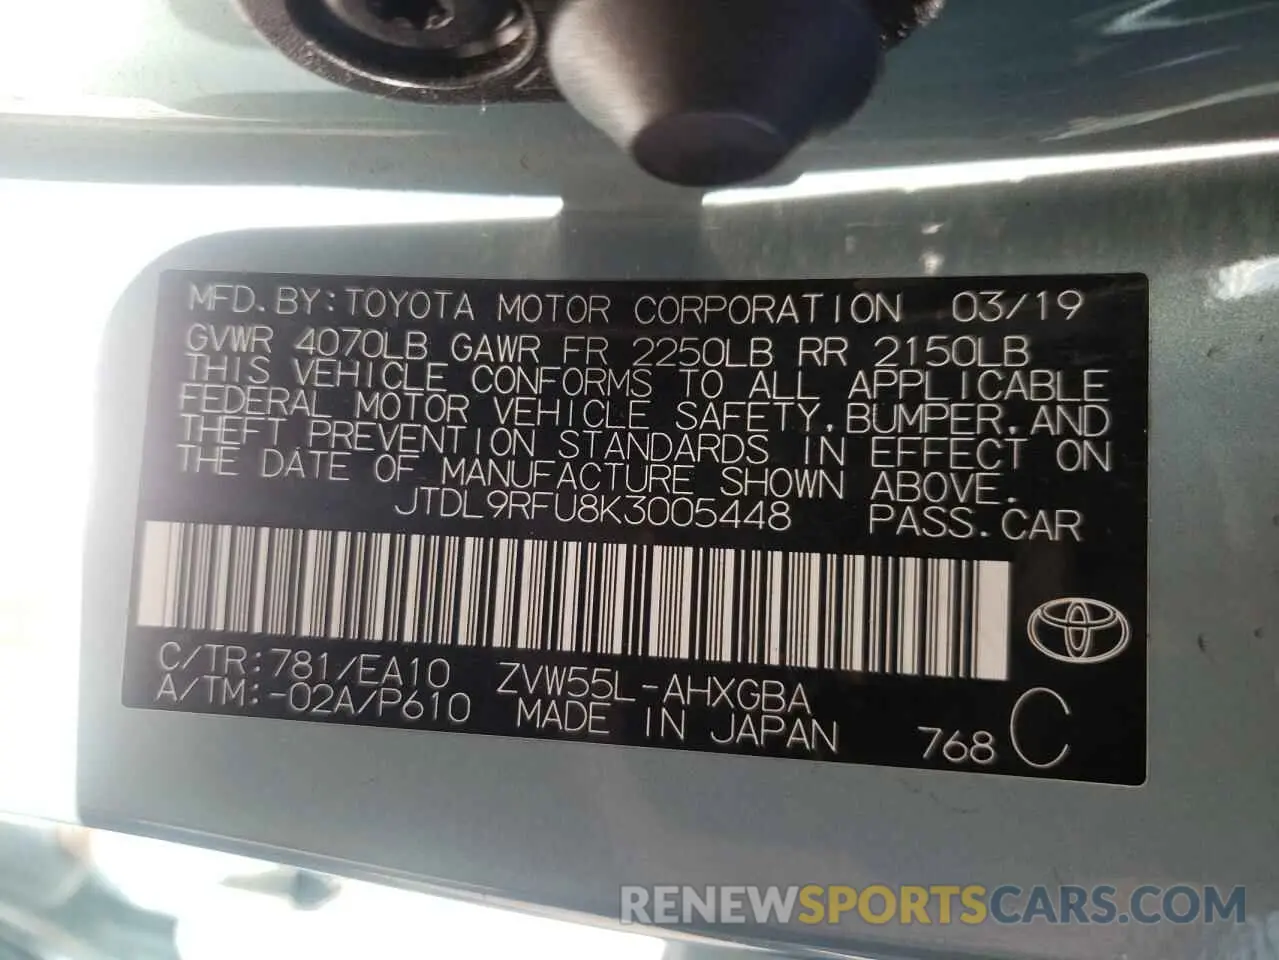 MFD.BY:TOYOTA MOTOR CORPORATION 03/19
GVWR 4070LB GAWR FR 2250LB RR 2150LB
THIS VEHICLE CONFORMS TO ALL APPLICABLE
FEDERAL MOTOR VEHICLE SAFETY,BUMPER,AND
THEFT PREVENTION STANDARDS IN EFFECT ON
THE DATE OF MANUFACTURE SHOWN ABOVE.
JTDL9RFU8K3005448 PASS.CAR
C/TR:781/EA10 ZVW55L-AHXGBA
A/TM:-02A/P610 MADE IN JAPAN 768 C
RENEWSPORTSCARS.COM